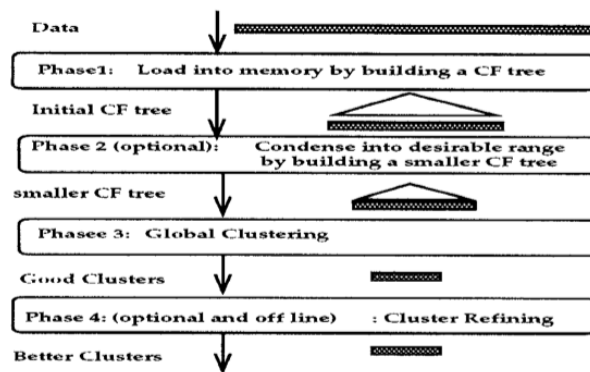 Data
Phase1: Load into memory by building a CF tree
Initial CF tree
Phase 2 (optional): Condense into desirable range
by building a smaller CF tree
smaller CF tree
Phasee 3: Global Clustering
Good Clusters
Phase 4: (optional and off line) : Cluster Refining
Better Clusters